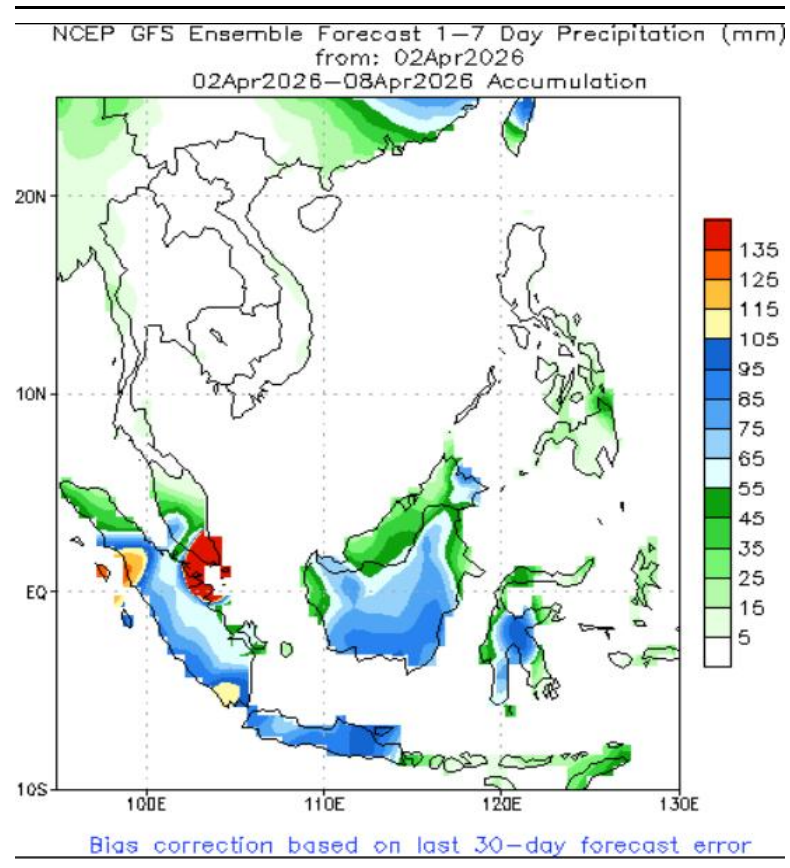 NCEP GFS Ensemble Forecast 1-7 Day Precipitation (mm)
from: 02Apr2026
02Apr2026-08Apr2026 Accumulation
20N
10N
EQ
10S
100E 110E 120E 130E
135
125
115
105
95
85
75
65
55
45
35
25
15
5
Bias correction based on last 30-day forecast error